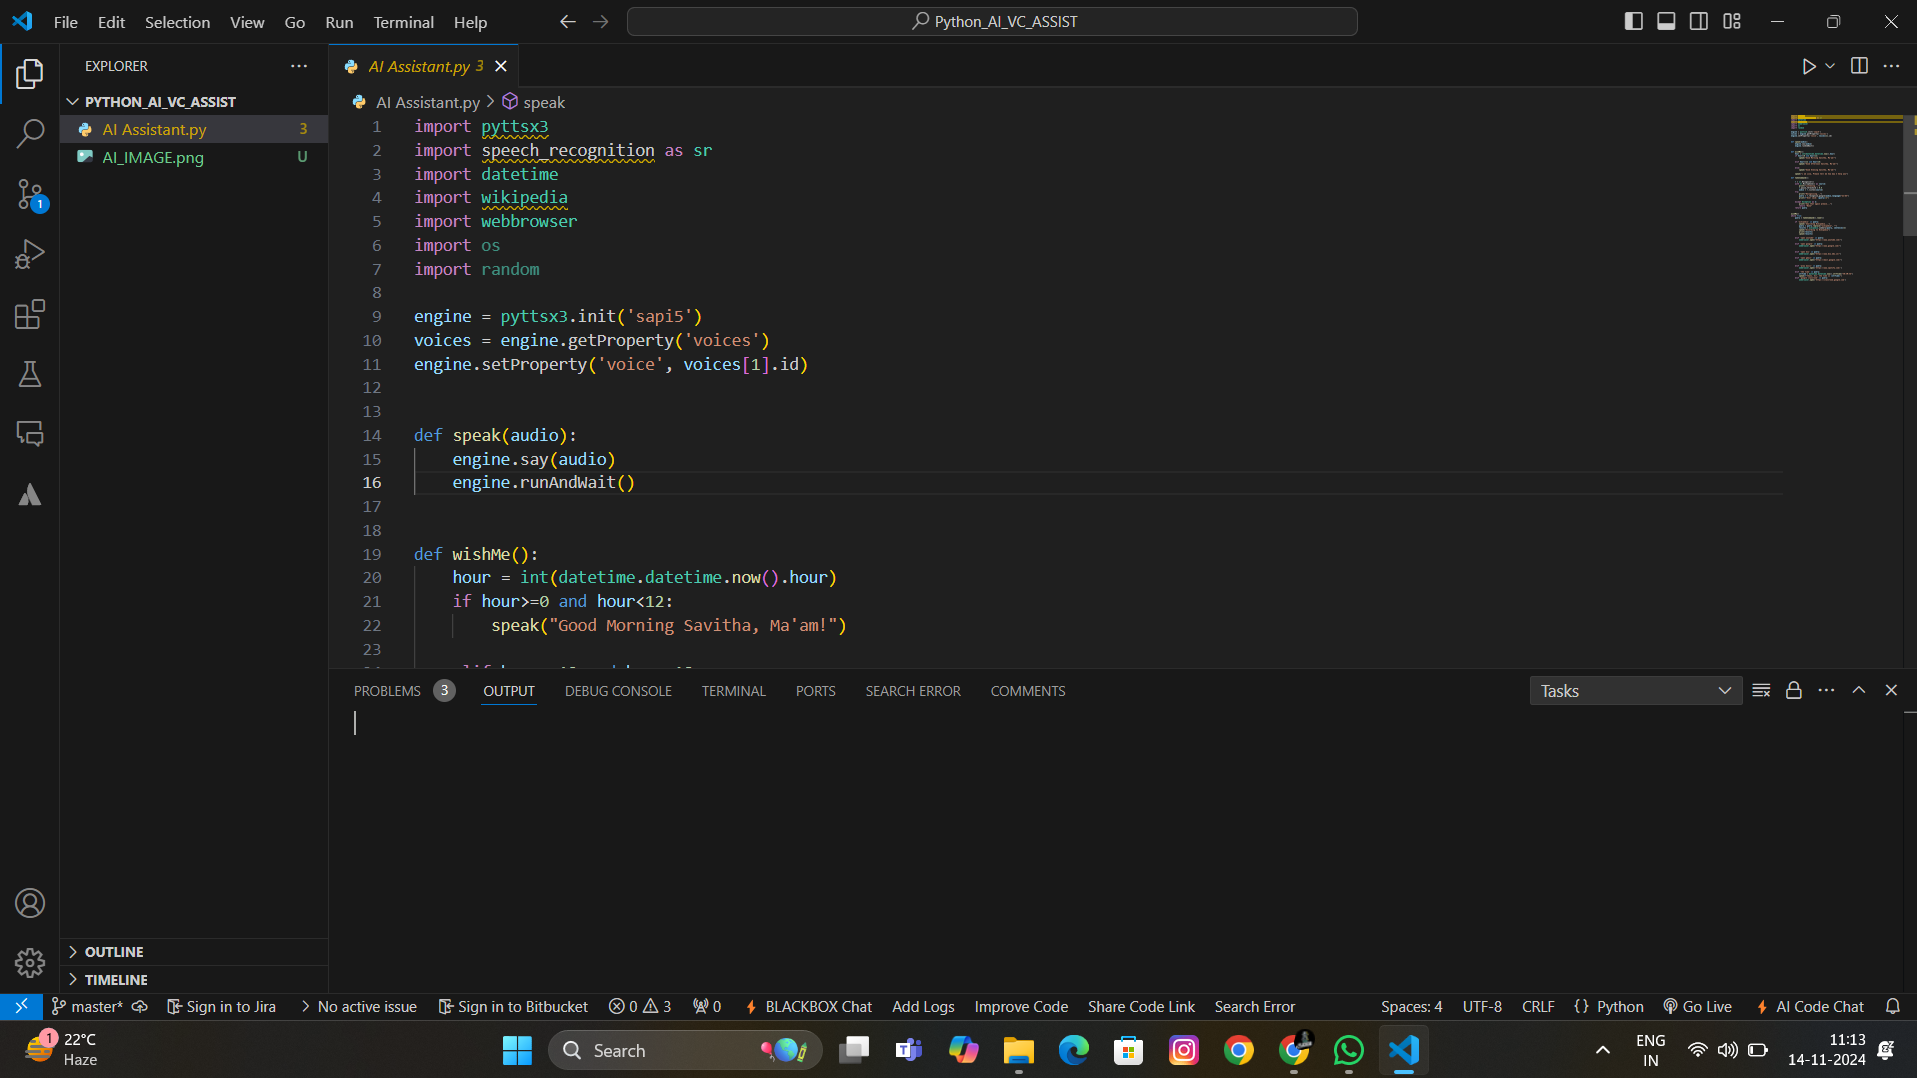 File Edit Selection View Go Run Terminal Help
Python_AI_VC_ASSIST
EXPLORER
PYTHON_AI_VC_ASSIST
AI Assistant.py 3
AI_IMAGE.png U
OUTLINE
TIMELINE
AI Assistant.py 3
AI Assistant.py > speak
1 import pyttsx3
2 import speech_recognition as sr
3 import datetime
4 import wikipedia
5 import webbrowser
6 import os
7 import random
8
9 engine = pyttsx3.init('sapi5')
10 voices = engine.getProperty('voices')
11 engine.setProperty('voice', voices[1].id)
12
13
14 def speak(audio):
15 engine.say(audio)
16 engine.runAndWait()
17
18
19 def wishMe():
20 hour = int(datetime.datetime.now().hour)
21 if hour>=0 and hour<12:
22 speak("Good Morning Savitha, Ma'am!")
23
PROBLEMS 3 OUTPUT DEBUG CONSOLE TERMINAL PORTS SEARCH ERROR COMMENTS Tasks
1
master* Sign in to Jira No active issue Sign in to Bitbucket 0 3 0 BLACKBOX Chat Add Logs Improve Code Share Code Link Search Error Spaces: 4 UTF-8 CRLF {} Python Go Live AI Code Chat
1 22°C
Haze
Search
ENG
IN
11:13
14-11-2024